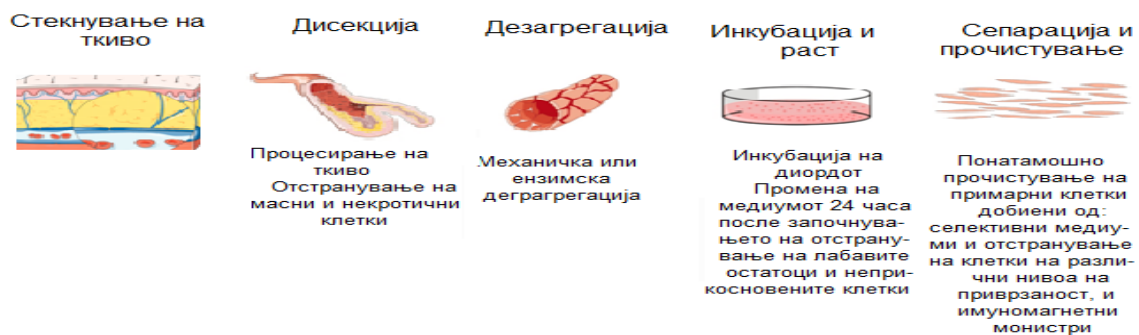 Стекнување на
ткиво
Дисекција
Дезагрегација
Инкубација и
раст
Сепарација и
прочистување
Процесирање на
ткиво
Отстранување на
масни и некротични
клетки
Механичка или
ензимска
деграгрегација
Инкубација на
диордот
Промена на
медиумот 24 часа
после започнува-
њето на отстрану-
вање на лабавите
остатоци и непри-
косновените клетки
Понатамошно
прочистување на
примарни клетки
добиени од:
селективни медиу-
ми и отстранување
на клетки на разли-
чни нивоа на
приврзаност, и
имуномагнетни
монистри